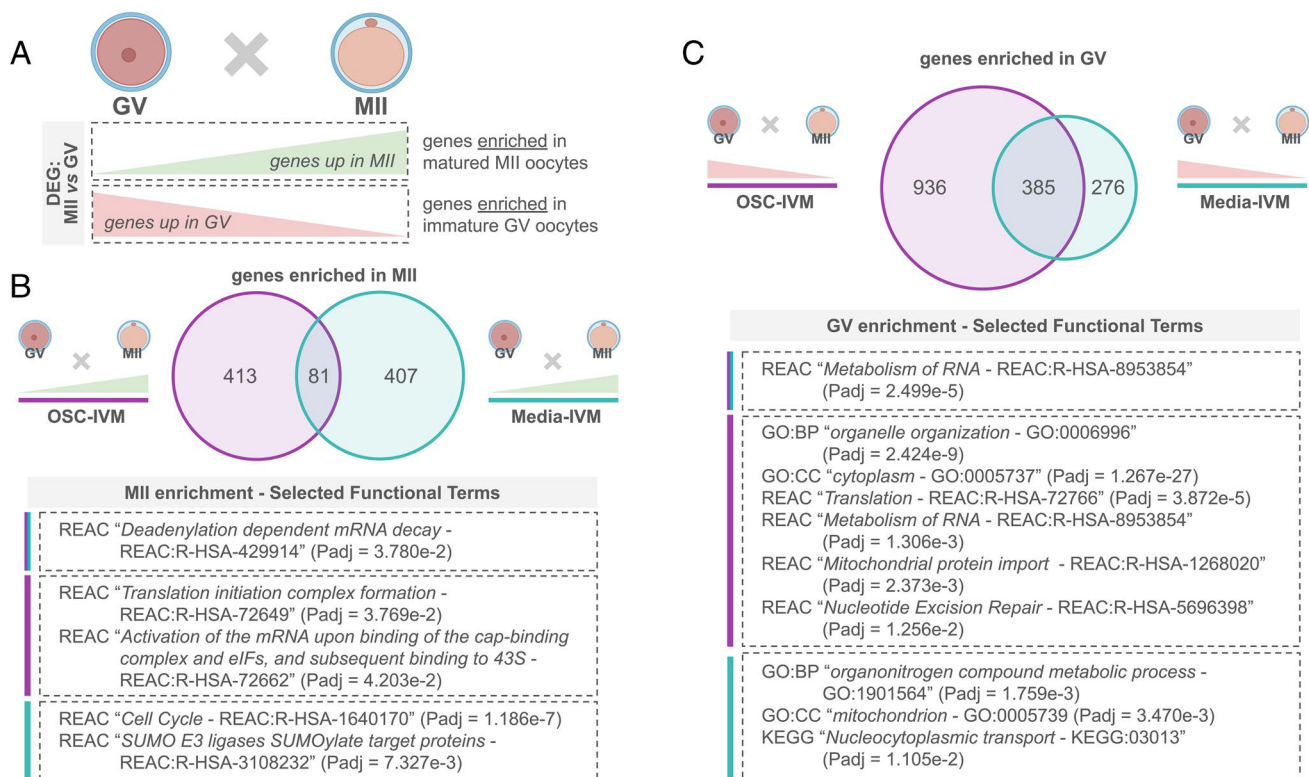 A
GV
MII
DEG:
MII vs GV
genes up in MII
genes enriched in
matured MII oocytes
genes up in GV
genes enriched in
immature GV oocytes
B
genes enriched in MII
GV
MII
OSC-IVM
413
81
407
GV
MII
Media-IVM
MII enrichment - Selected Functional Terms
REAC “Deadenylation dependent mRNA decay -
REAC:R-HSA-429914” (Padj = 3.780e-2)
REAC “Translation initiation complex formation -
REAC:R-HSA-72649” (Padj = 3.769e-2)
REAC “Activation of the mRNA upon binding of the cap-binding
complex and eIFs, and subsequent binding to 43S -
REAC:R-HSA-72662” (Padj = 4.203e-2)
REAC “Cell Cycle - REAC:R-HSA-1640170” (Padj = 1.186e-7)
REAC “SUMO E3 ligases SUMOylate target proteins -
REAC:R-HSA-3108232” (Padj = 7.327e-3)
C
genes enriched in GV
GV
MII
OSC-IVM
936
385
276
GV
MII
Media-IVM
GV enrichment - Selected Functional Terms
REAC “Metabolism of RNA - REAC:R-HSA-8953854”
(Padj = 2.499e-5)
GO:BP “organelle organization - GO:0006996”
(Padj = 2.424e-9)
GO:CC “cytoplasm - GO:0005737” (Padj = 1.267e-27)
REAC “Translation - REAC:R-HSA-72766” (Padj = 3.872e-5)
REAC “Metabolism of RNA - REAC:R-HSA-8953854”
(Padj = 1.306e-3)
REAC “Mitochondrial protein import - REAC:R-HSA-1268020”
(Padj = 2.373e-3)
REAC “Nucleotide Excision Repair - REAC:R-HSA-5696398”
(Padj = 1.256e-2)
GO:BP “organonitrogen compound metabolic process -
GO:1901564” (Padj = 1.759e-3)
GO:CC “mitochondrion - GO:0005739 (Padj = 3.470e-3)
KEGG “Nucleocytoplasmic transport - KEGG:03013”
(Padj = 1.105e-2)